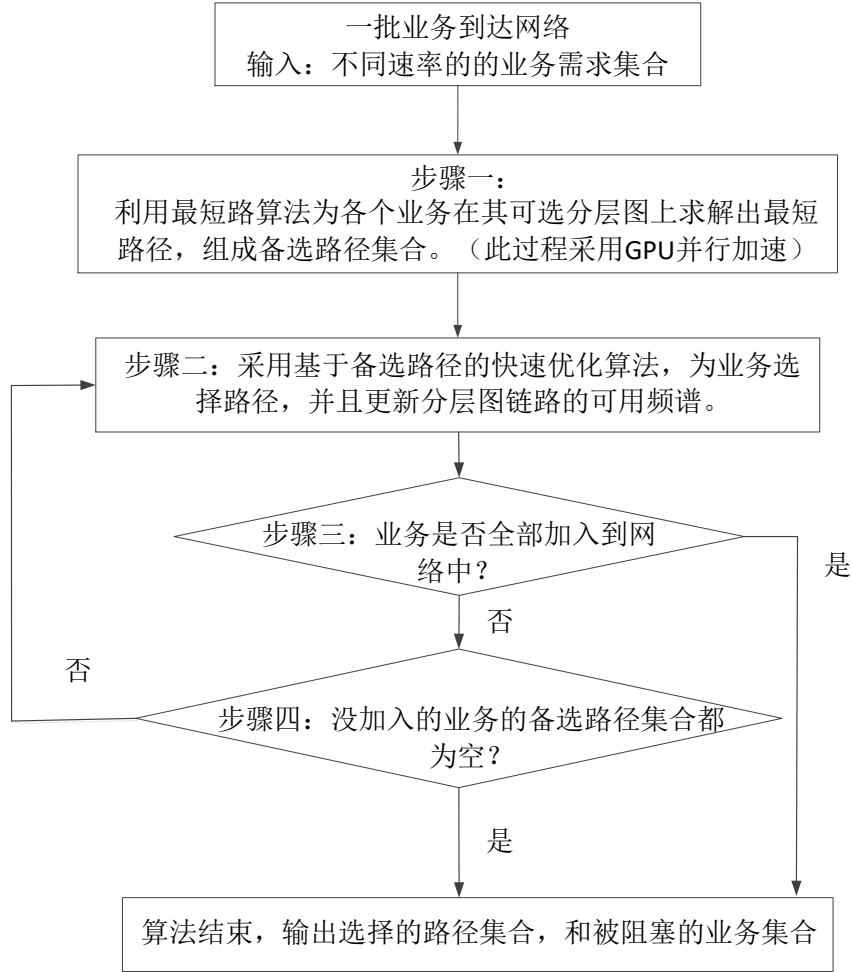 一批业务到达网络
输入：不同速率的的业务需求集合
步骤一：
利用最短路算法为各个业务在其可选分层图上求解出最短
路径，组成备选路径集合。（此过程采用GPU并行加速）
步骤二：采用基于备选路径的快速优化算法，为业务选
择路径，并且更新分层图链路的可用频谱。
步骤三：业务是否全部加入到网
络中？
是
否
否
步骤四：没加入的业务的备选路径集合都
为空？
是
算法结束，输出选择的路径集合，和被阻塞的业务集合